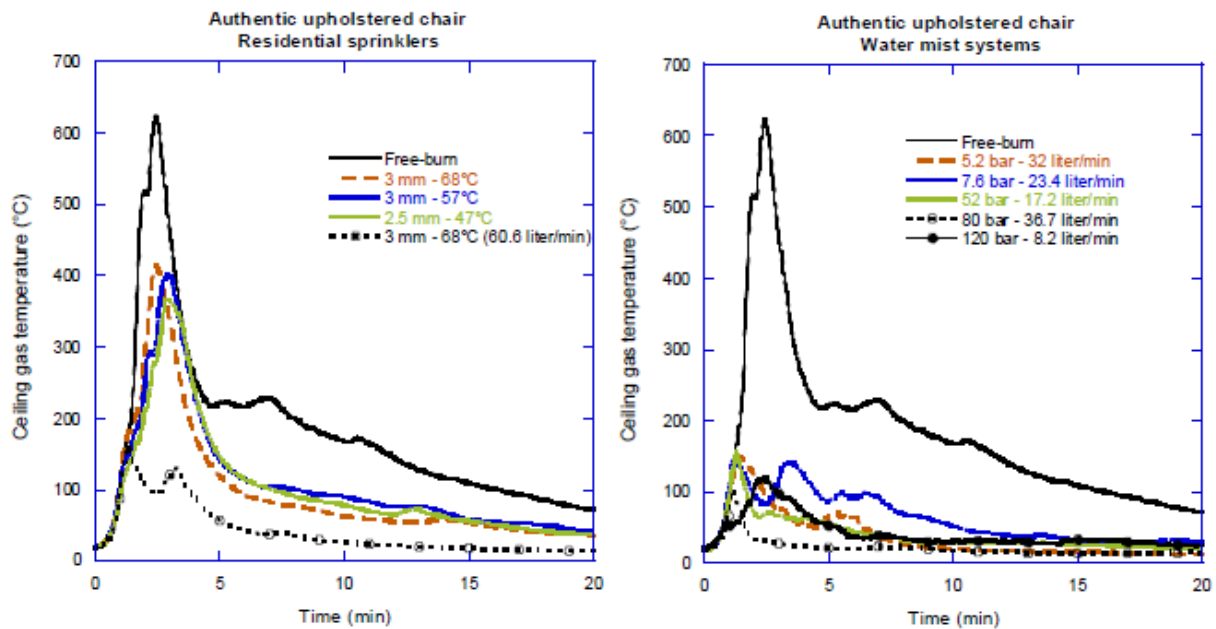 Authentic upholstered chair
Residential sprinklers
700
600
500
400
300
200
100
0
Ceiling gas temperature (°C)
Free-burn
3 mm - 68°C
3 mm - 57°C
2.5 mm - 47°C
3 mm - 68°C (60.6 liter/min)
0
5
10
15
20
Time (min)
Authentic upholstered chair
Water mist systems
700
600
500
400
300
200
100
0
Ceiling gas temperature (°C)
Free-burn
5.2 bar - 32 liter/min
7.6 bar - 23.4 liter/min
52 bar - 17.2 liter/min
80 bar - 36.7 liter/min
120 bar - 8.2 liter/min
0
5
10
15
20
Time (min)